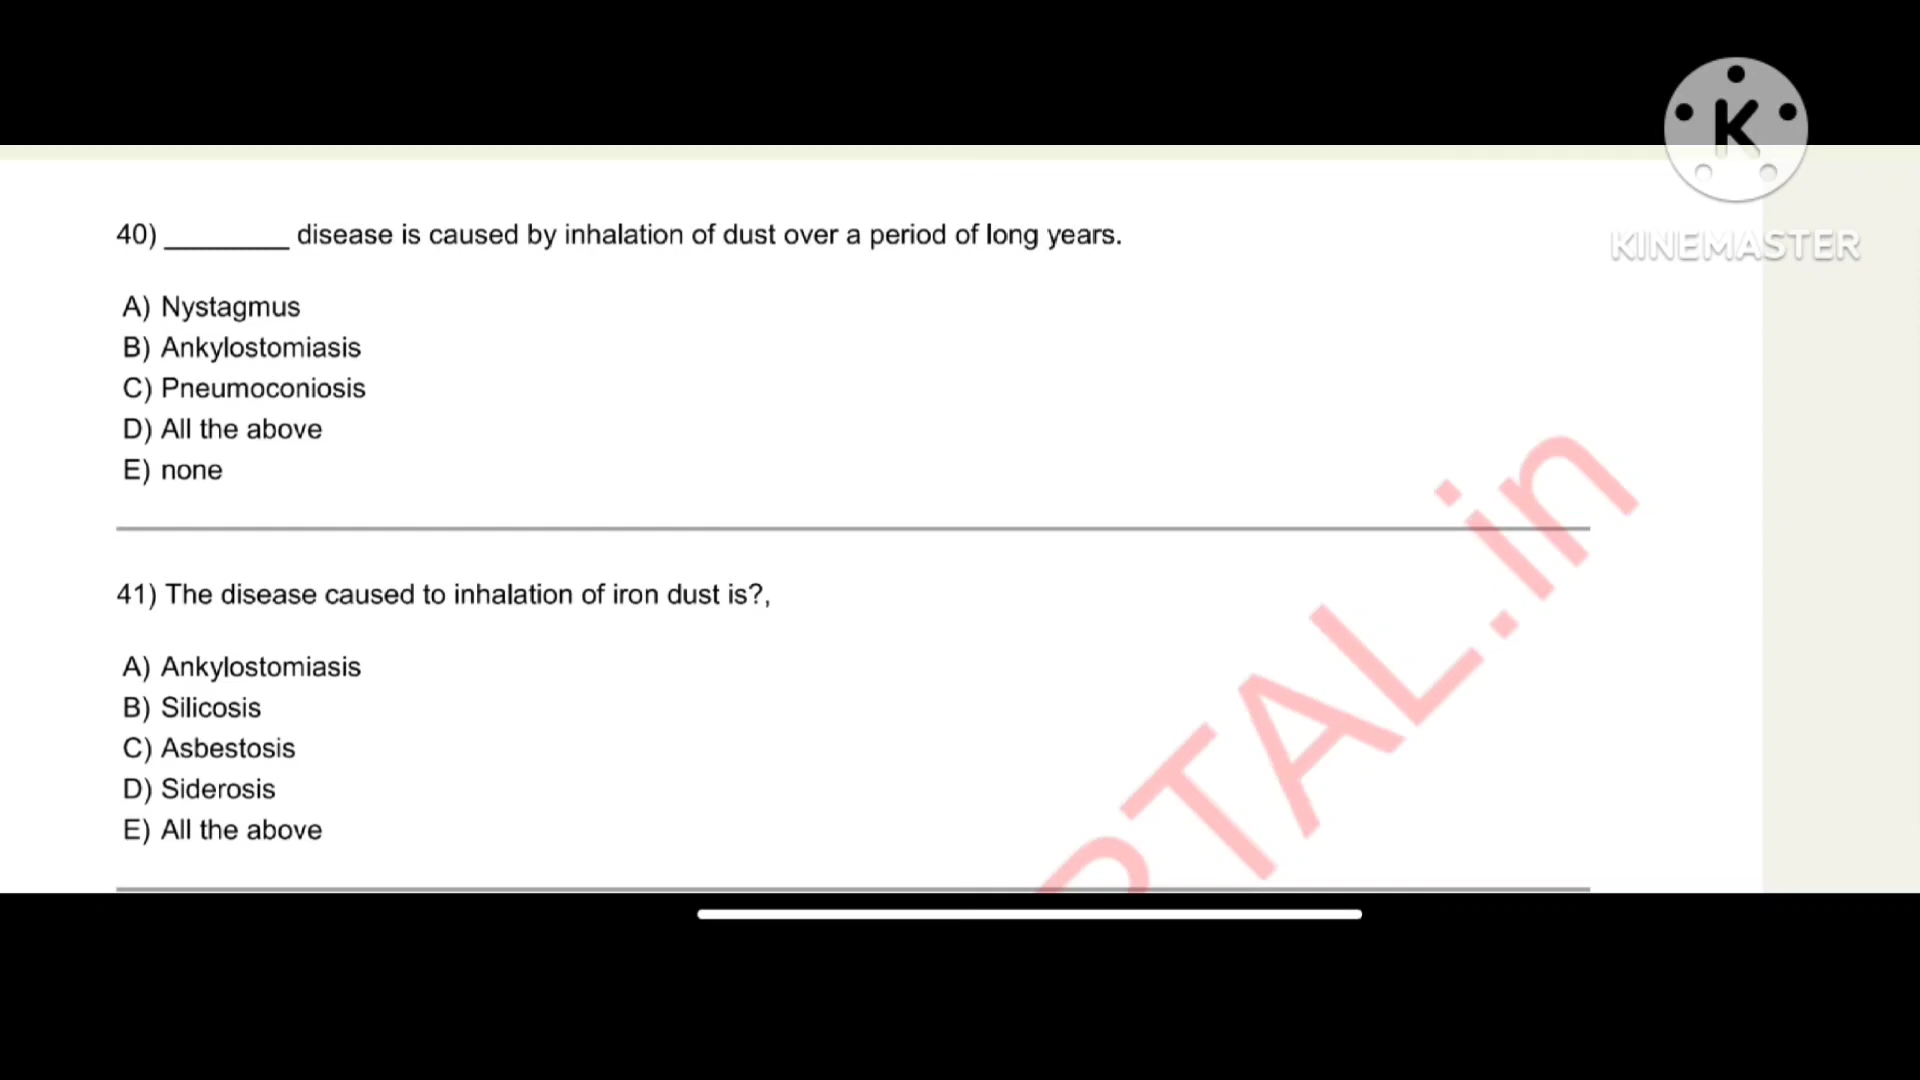 K
KINEMASTER
40) ________ disease is caused by inhalation of dust over a period of long years.
A) Nystagmus
B) Ankylostomiasis
C) Pneumoconiosis
D) All the above
E) none
41) The disease caused to inhalation of iron dust is?,
A) Ankylostomiasis
B) Silicosis
C) Asbestosis
D) Siderosis
E) All the above
RTAL.in